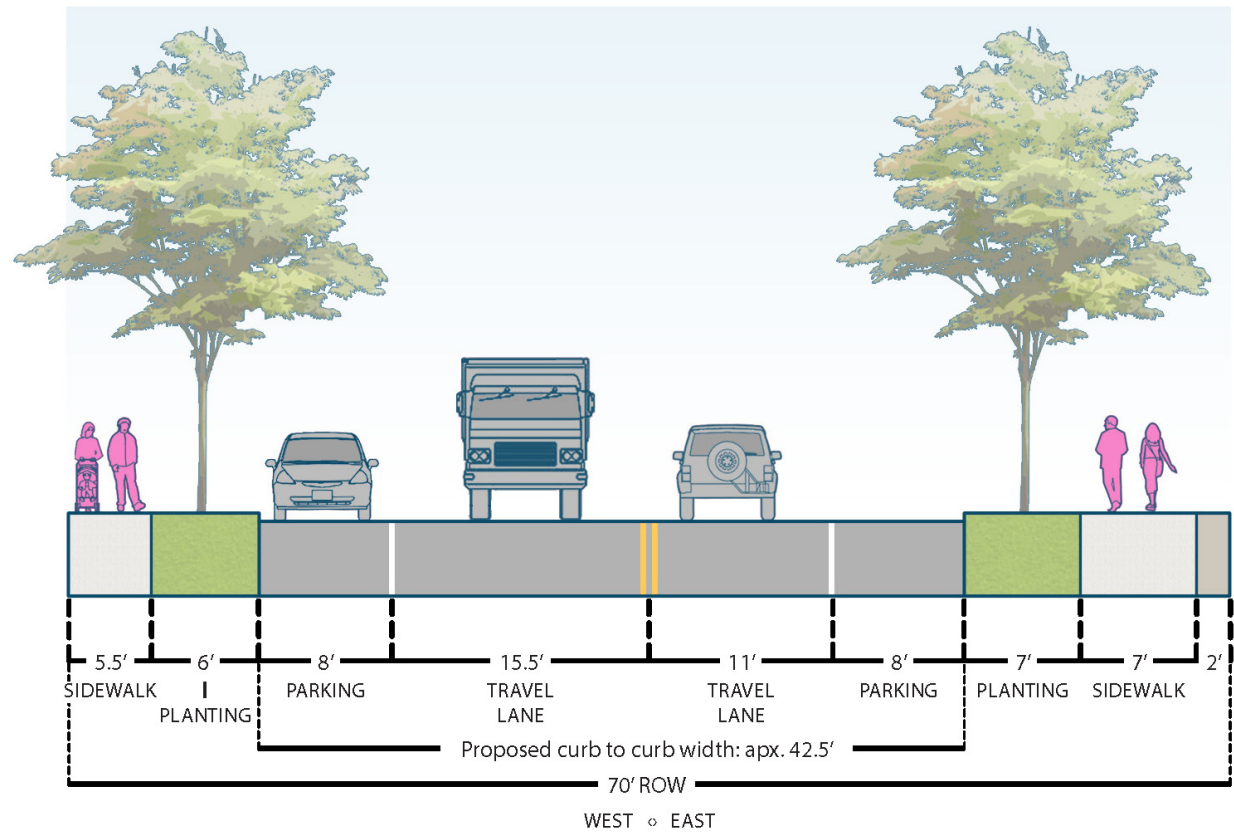 5.5′ 6′ 8′ 15.5′ 11′ 8′ 7′ 7′ 2′
SIDEWALK PARKING TRAVEL LANE TRAVEL LANE PARKING PLANTING SIDEWALK
PLANTING
Proposed curb to curb width: apx. 42.5′
70′ ROW
WEST ‹› EAST